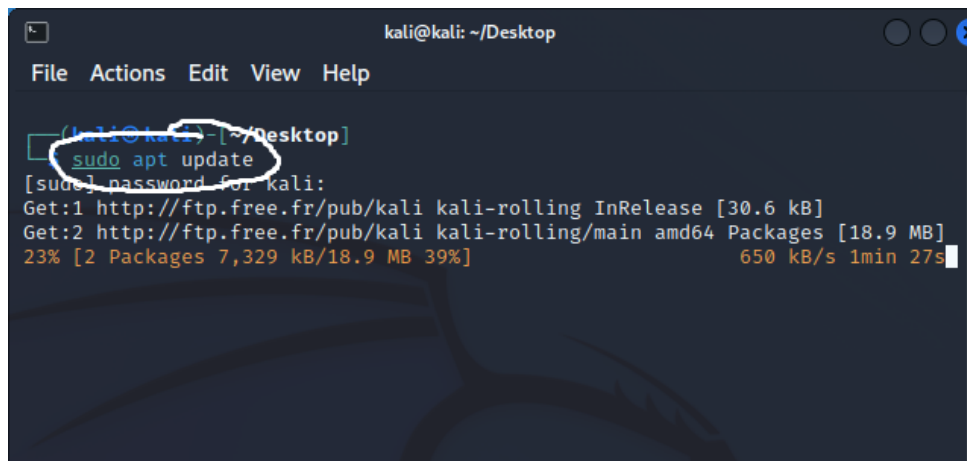 kali@kali: ~/Desktop
File Actions Edit View Help
(kali㉿kali)-[~/Desktop]
$ sudo apt update
[sudo] password for kali:
Get:1 http://ftp.free.fr/pub/kali kali-rolling InRelease [30.6 kB]
Get:2 http://ftp.free.fr/pub/kali kali-rolling/main amd64 Packages [18.9 MB]
23% [2 Packages 7,329 kB/18.9 MB 39%] 650 kB/s 1min 27s